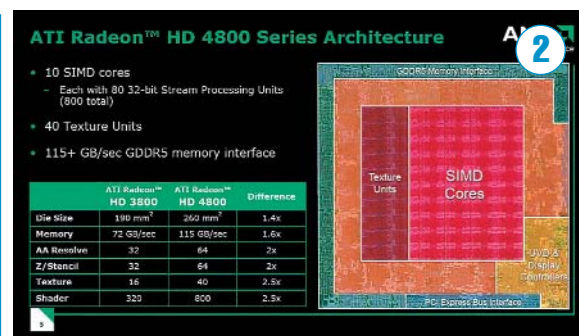 ATI Radeon™ HD 4800 Series Architecture
2
• 10 SIMD cores
– Each with 80 32-bit Stream Processing Units
(800 total)
• 40 Texture Units
• 115+ GB/sec GDDR5 memory interface
ATI Radeon™ HD 3800 ATI Radeon™ HD 4800 Difference
Die Size 190 mm² 260 mm² 1.4x
Memory 72 GB/sec 115 GB/sec 1.6x
AA Resolve 32 64 2x
Z/Stencil 32 64 2x
Texture 16 40 2.5x
Shader 320 800 2.5x
GDDR5 Memory Interface
Texture
Units
SIMD
Cores
UVD &
Display
Controllers
PCI Express Bus Interface